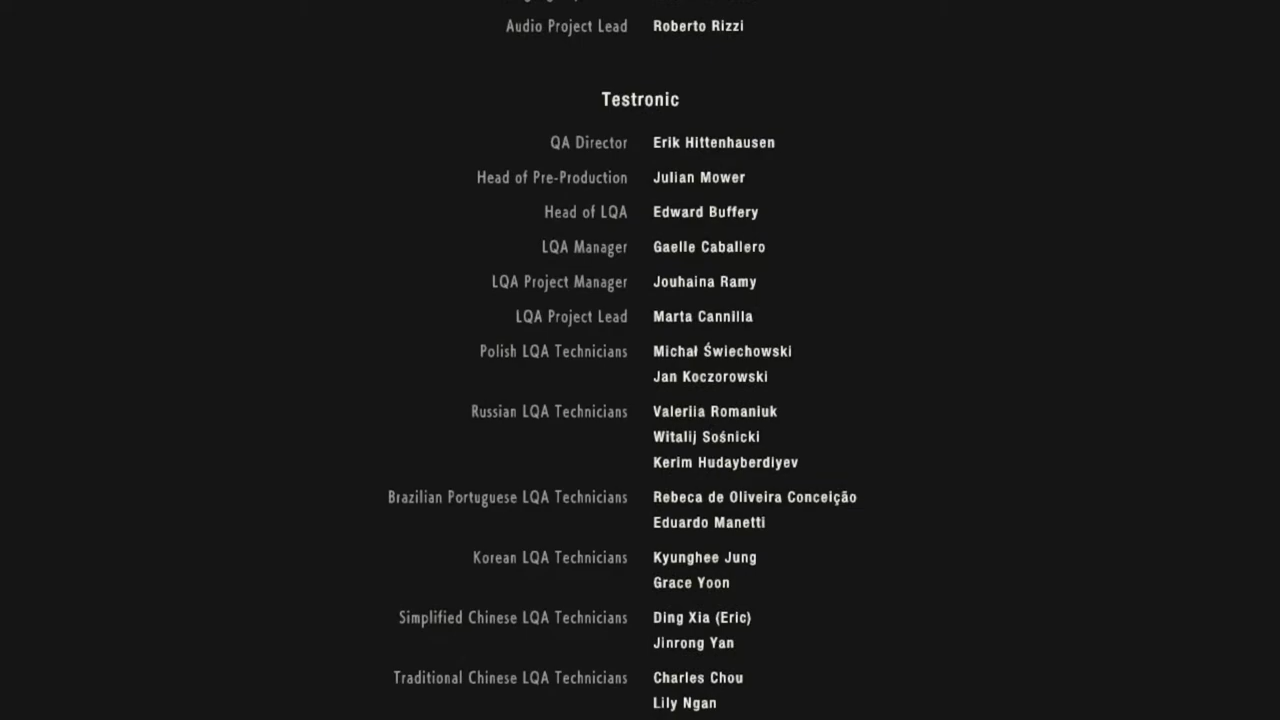 Audio Project Lead Roberto Rizzi
Testronic
QA Director Erik Hittenhausen
Head of Pre-Production Julian Mower
Head of LQA Edward Buffery
LQA Manager Gaelle Caballero
LQA Project Manager Jouhaina Ramy
LQA Project Lead Marta Cannilla
Polish LQA Technicians Michał Świechowski
Jan Koczorowski
Russian LQA Technicians Valeriia Romaniuk
Witalij Sośnicki
Kerim Hudayberdiyev
Brazilian Portuguese LQA Technicians Rebeca de Oliveira Conceição
Eduardo Manetti
Korean LQA Technicians Kyunghee Jung
Grace Yoon
Simplified Chinese LQA Technicians Ding Xia (Eric)
Jinrong Yan
Traditional Chinese LQA Technicians Charles Chou
Lily Ngan